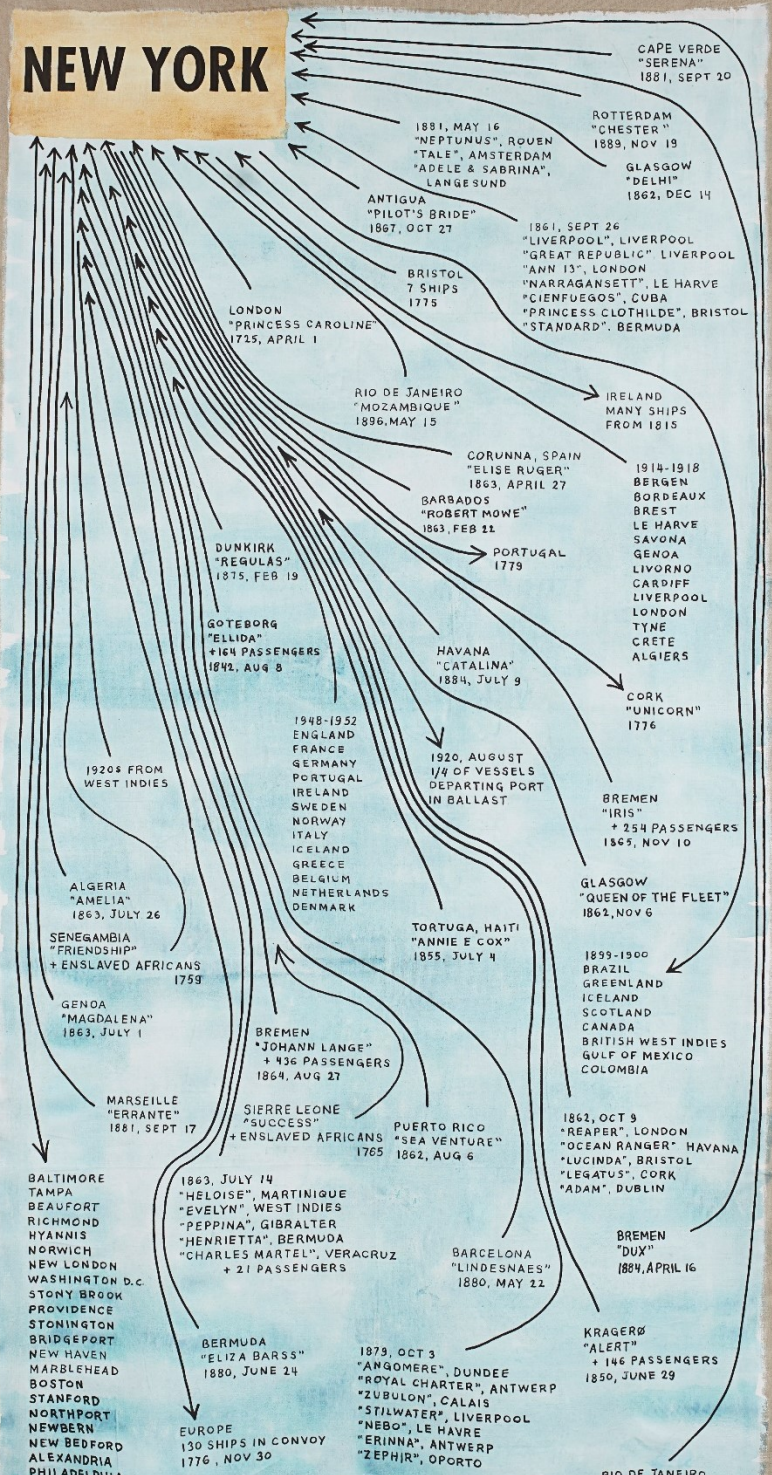 NEW YORK
CAPE VERDE
"SERENA"
1881, SEPT 20
ROTTERDAM
"CHESTER"
1889, NOV 19
1881, MAY 16
"NEPTUNUS", ROUEN
"TALE", AMSTERDAM
"ADELE & SABRINA",
LANGESUND
GLASGOW
"DELHI"
1862, DEC 14
ANTIGUA
"PILOT'S BRIDE"
1867, OCT 27
1861, SEPT 26
"LIVERPOOL", LIVERPOOL
"GREAT REPUBLIC" LIVERPOOL
"ANN 13", LONDON
"NARRAGANSETT", LE HARVE
"CIENFUEGOS", CUBA
"PRINCESS CLOTHILDE", BRISTOL
"STANDARD". BERMUDA
BRISTOL
7 SHIPS
1775
LONDON
"PRINCESS CAROLINE"
1725, APRIL 1
RIO DE JANEIRO
"MOZAMBIQUE"
1896, MAY 15
IRELAND
MANY SHIPS
FROM 1815
CORUNNA, SPAIN
"ELISE RUGER"
1863, APRIL 27
1914-1918
BERGEN
BORDEAUX
BREST
LE HARVE
SAVONA
GENOA
LIVORNO
CARDIFF
LIVERPOOL
LONDON
TYNE
CRETE
ALGIERS
BARBADOS
"ROBERT MOWE"
1863, FEB 22
DUNKIRK
"REGULAS"
1875, FEB 19
PORTUGAL
1779
GOTEBORG
"ELLIDA"
+164 PASSENGERS
1842, AUG 8
HAVANA
"CATALINA"
1884, JULY 9
CORK
"UNICORN"
1776
1948-1952
ENGLAND
FRANCE
GERMANY
PORTUGAL
IRELAND
SWEDEN
NORWAY
ITALY
ICELAND
GREECE
BELGIUM
NETHERLANDS
DENMARK
1920, AUGUST
1/4 OF VESSELS
DEPARTING PORT
IN BALLAST
1920S FROM
WEST INDIES
BREMEN
"IRIS"
+ 254 PASSENGERS
1865, NOV 10
ALGERIA
"AMELIA"
1863, JULY 26
GLASGOW
"QUEEN OF THE FLEET"
1862, NOV 6
TORTUGA, HAITI
"ANNIE E COX"
1855, JULY 4
SENEGAMBIA
"FRIENDSHIP"
+ ENSLAVED AFRICANS
1759
1899-1900
BRAZIL
GREENLAND
ICELAND
SCOTLAND
CANADA
BRITISH WEST INDIES
GULF OF MEXICO
COLOMBIA
GENOA
"MAGDALENA"
1863, JULY 1
BREMEN
"JOHANN LANGE"
+ 436 PASSENGERS
1864, AUG 27
MARSEILLE
"ERRANTE"
1881, SEPT 17
SIERRE LEONE
"SUCCESS"
+ ENSLAVED AFRICANS
1765
PUERTO RICO
"SEA VENTURE"
1862, AUG 6
1862, OCT 9
"REAPER", LONDON
"OCEAN RANGER" HAVANA
"LUCINDA", BRISTOL
"LEGATUS", CORK
"ADAM", DUBLIN
BALTIMORE
TAMPA
BEAUFORT
RICHMOND
HYANNIS
NORWICH
NEW LONDON
WASHINGTON D.C.
STONY BROOK
PROVIDENCE
STONINGTON
BRIDGEPORT
NEW HAVEN
MARBLEHEAD
BOSTON
STANFORD
NORTHPORT
NEWBERN
NEW BEDFORD
ALEXANDRIA
PHILADELPHIA
1863, JULY 14
"HELOISE", MARTINIQUE
"EVELYN", WEST INDIES
"PEPPINA", GIBRALTER
"HENRIETTA", BERMUDA
"CHARLES MARTEL", VERACRUZ
+ 21 PASSENGERS
BREMEN
"DUX"
1884, APRIL 16
BARCELONA
"LINDESNAES"
1880, MAY 22
BERMUDA
"ELIZA BARSS"
1880, JUNE 24
KRAGERØ
"ALERT"
+ 146 PASSENGERS
1850, JUNE 29
1879, OCT 3
"ANGOMERE", DUNDEE
"ROYAL CHARTER", ANTWERP
"ZUBULON", CALAIS
"STILWATER", LIVERPOOL
"NEBO", LE HAVRE
"ERINNA", ANTWERP
"ZEPHIR", OPORTO
EUROPE
130 SHIPS IN CONVOY
1776, NOV 30
RIO DE JANEIRO